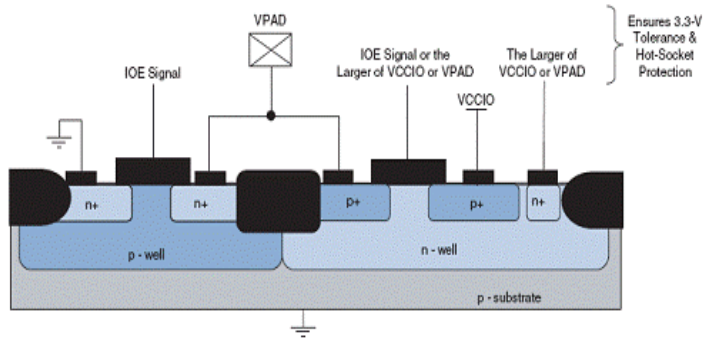 VPAD
Ensures 3.3-V
Tolerance &
Hot-Socket
Protection
IOE Signal
IOE Signal or the
Larger of VCCIO or VPAD
The Larger of
VCCIO or VPAD
VCCIO
n+
n+
p+
p+
n+
p - well
n - well
p - substrate